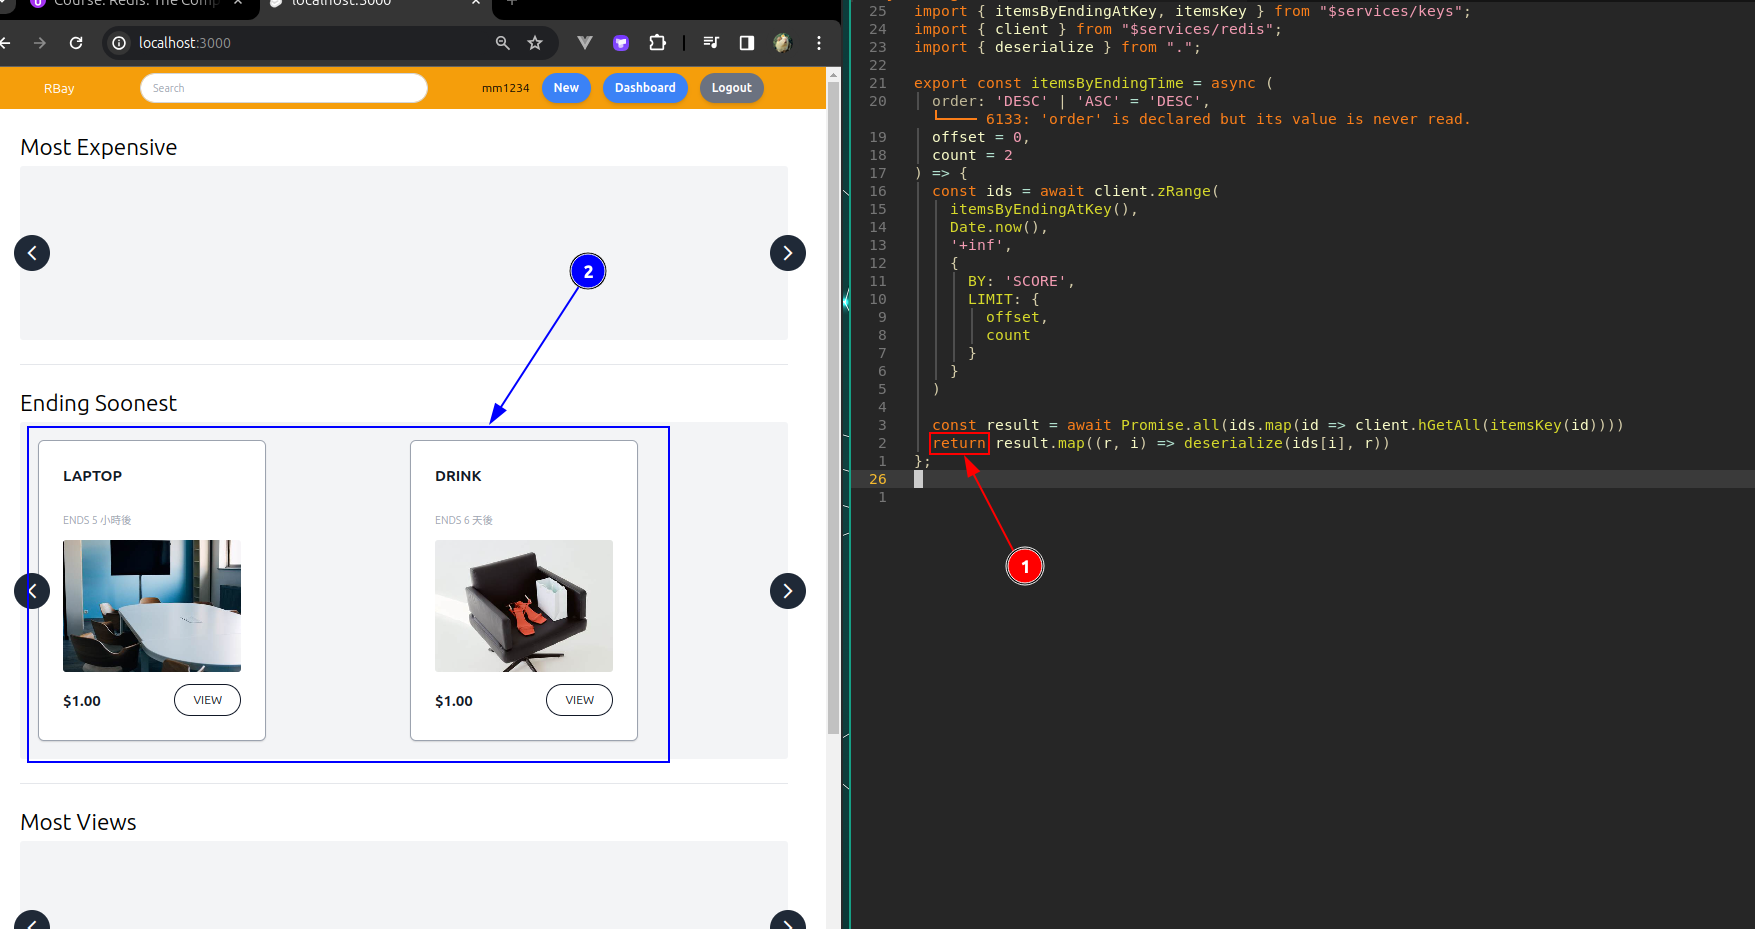 Course: Redis: The Comp
localhost:3000
localhost:3000
RBay
Search
mm1234
New
Dashboard
Logout
Most Expensive
2
Ending Soonest
LAPTOP
ENDS 5 小時後
$1.00
VIEW
DRINK
ENDS 6 天後
$1.00
VIEW
Most Views
25 import { itemsByEndingAtKey, itemsKey } from "$services/keys";
24 import { client } from "$services/redis";
23 import { deserialize } from ".";
22
21 export const itemsByEndingTime = async (
20 order: 'DESC' | 'ASC' = 'DESC',
6133: 'order' is declared but its value is never read.
19 offset = 0,
18 count = 2
17 ) => {
16 const ids = await client.zRange(
15 itemsByEndingAtKey(),
14 Date.now(),
13 '+inf',
12 {
11 BY: 'SCORE',
10 LIMIT: {
9 offset,
8 count
7 }
6 }
5 )
4
3 const result = await Promise.all(ids.map(id => client.hGetAll(itemsKey(id))))
2 return result.map((r, i) => deserialize(ids[i], r))
1 };
26
1
1